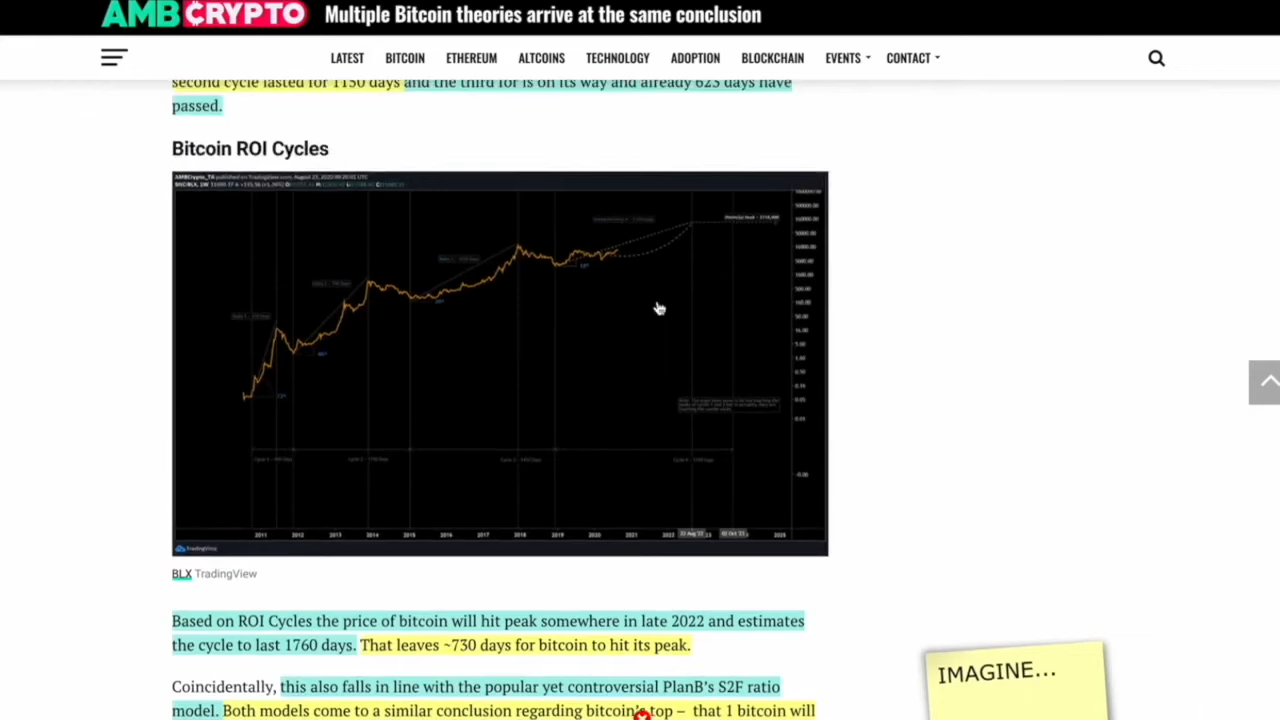 AMBCRYPTO
Multiple Bitcoin theories arrive at the same conclusion
LATEST BITCOIN ETHEREUM ALTCOINS TECHNOLOGY ADOPTION BLOCKCHAIN EVENTS CONTACT
second cycle lasted for 1150 days and the third for is on its way and already 623 days have
passed.
Bitcoin ROI Cycles
2011 2012 2013 2014 2015 2016 2017 2018 2019 2020 2021 2022
TradingView
BLX TradingView
Based on ROI Cycles the price of bitcoin will hit peak somewhere in late 2022 and estimates
the cycle to last 1760 days. That leaves ~730 days for bitcoin to hit its peak.
Coincidentally, this also falls in line with the popular yet controversial PlanB's S2F ratio
model. Both models come to a similar conclusion regarding bitcoin's top – that 1 bitcoin will
IMAGINE...